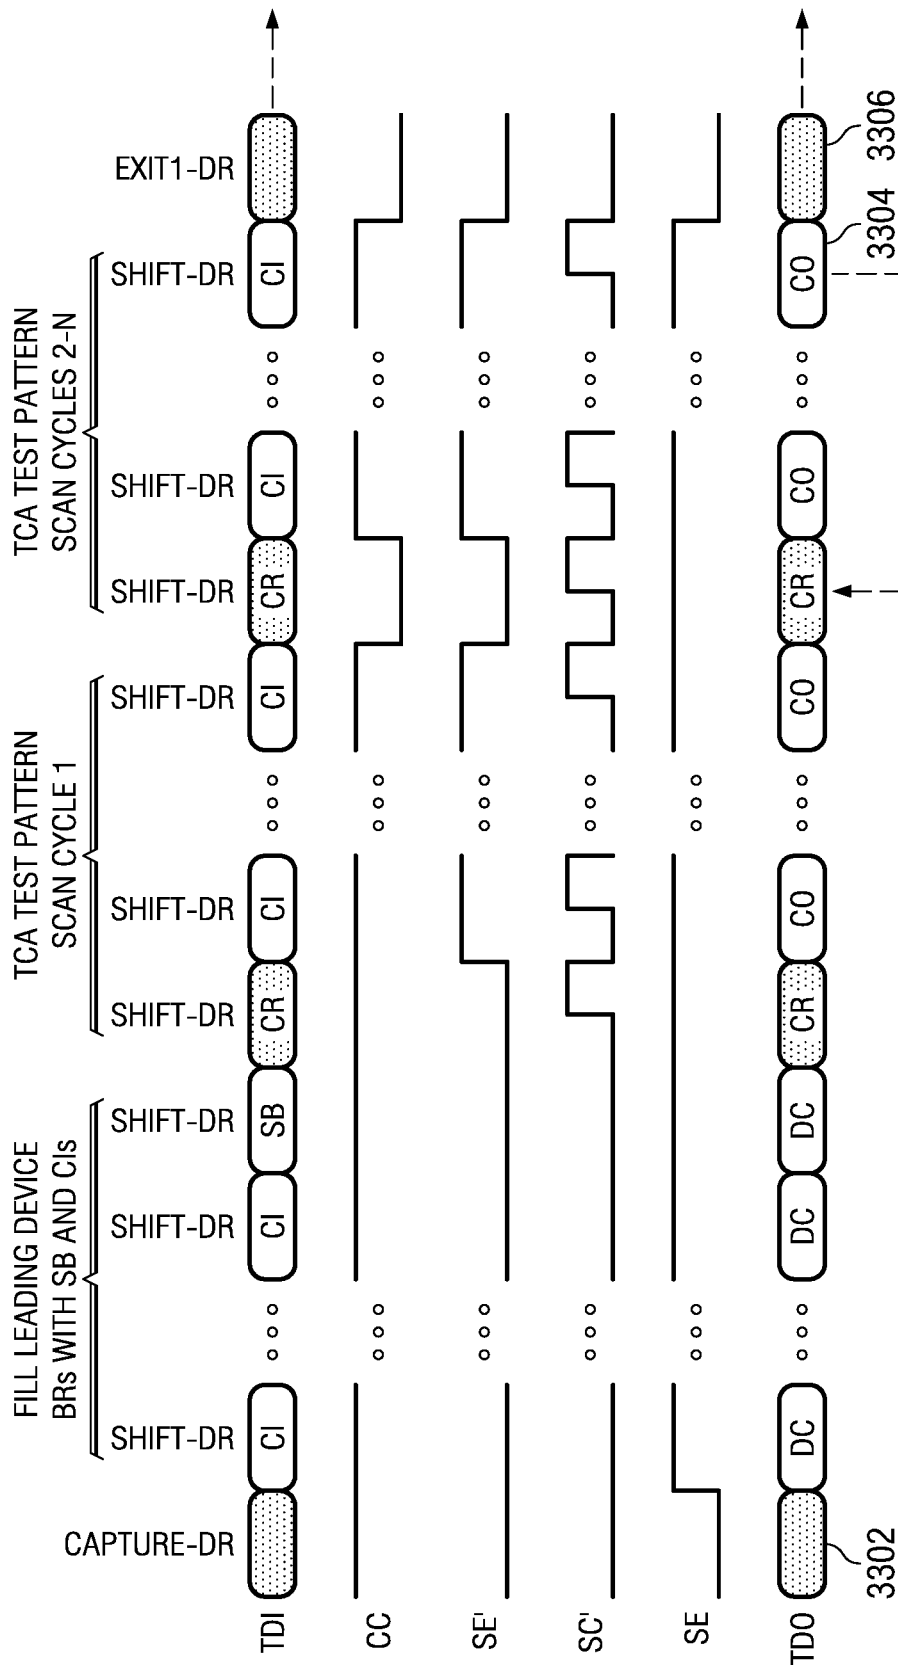 FILL LEADING DEVICE
BRs WITH SB AND CIs
TCA TEST PATTERN
SCAN CYCLE 1
TCA TEST PATTERN
SCAN CYCLES 2-N
CAPTURE-DR
SHIFT-DR
SHIFT-DR
SHIFT-DR
SHIFT-DR
SHIFT-DR
SHIFT-DR
SHIFT-DR
SHIFT-DR
SHIFT-DR
EXIT1-DR
TDI
CI
CI
SB
CR
CI
CI
CR
CI
CI
CC
SE'
SC'
SE
TDO
DC
DC
DC
CR
CO
CO
CR
CO
CO
3302
3304
3306